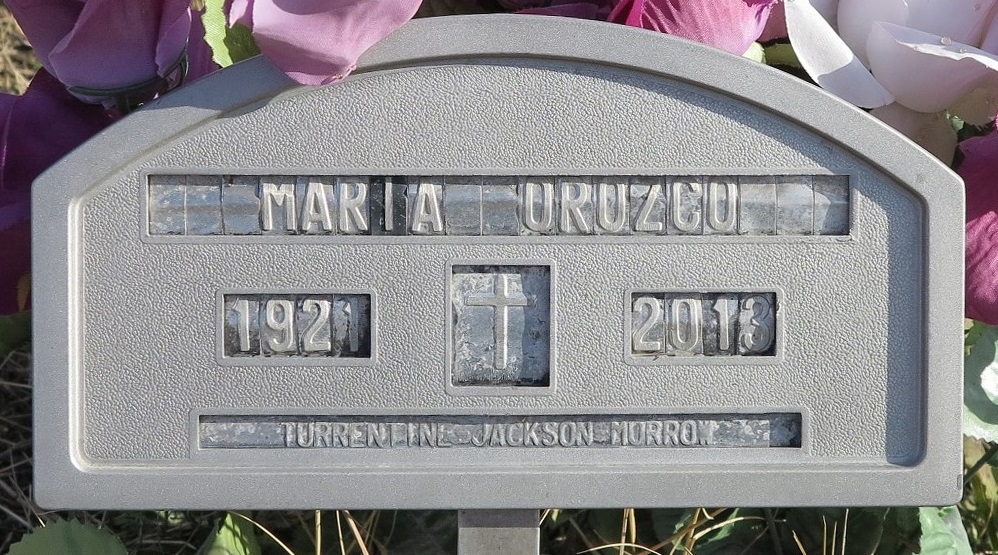 MARIA OROZCO
1921 2013
TURRENTINE JACKSON MORROW